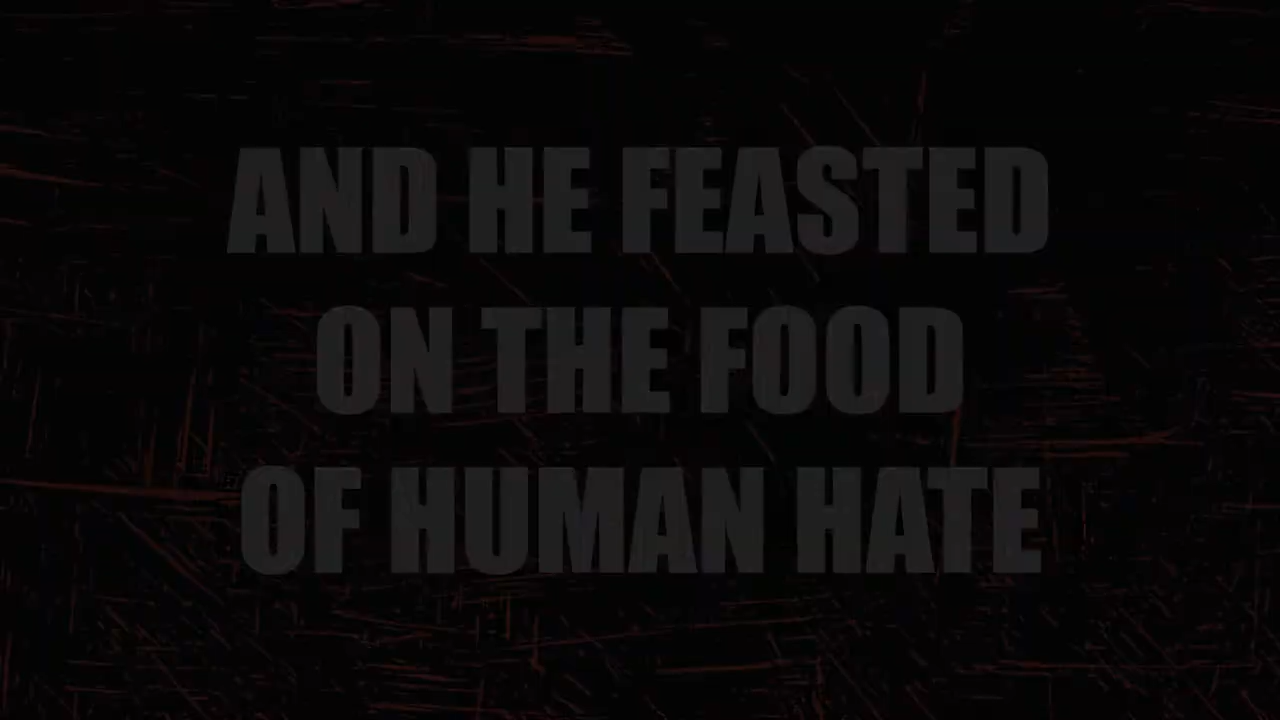 AND HE FEASTED
ON THE FOOD
OF HUMAN HATE